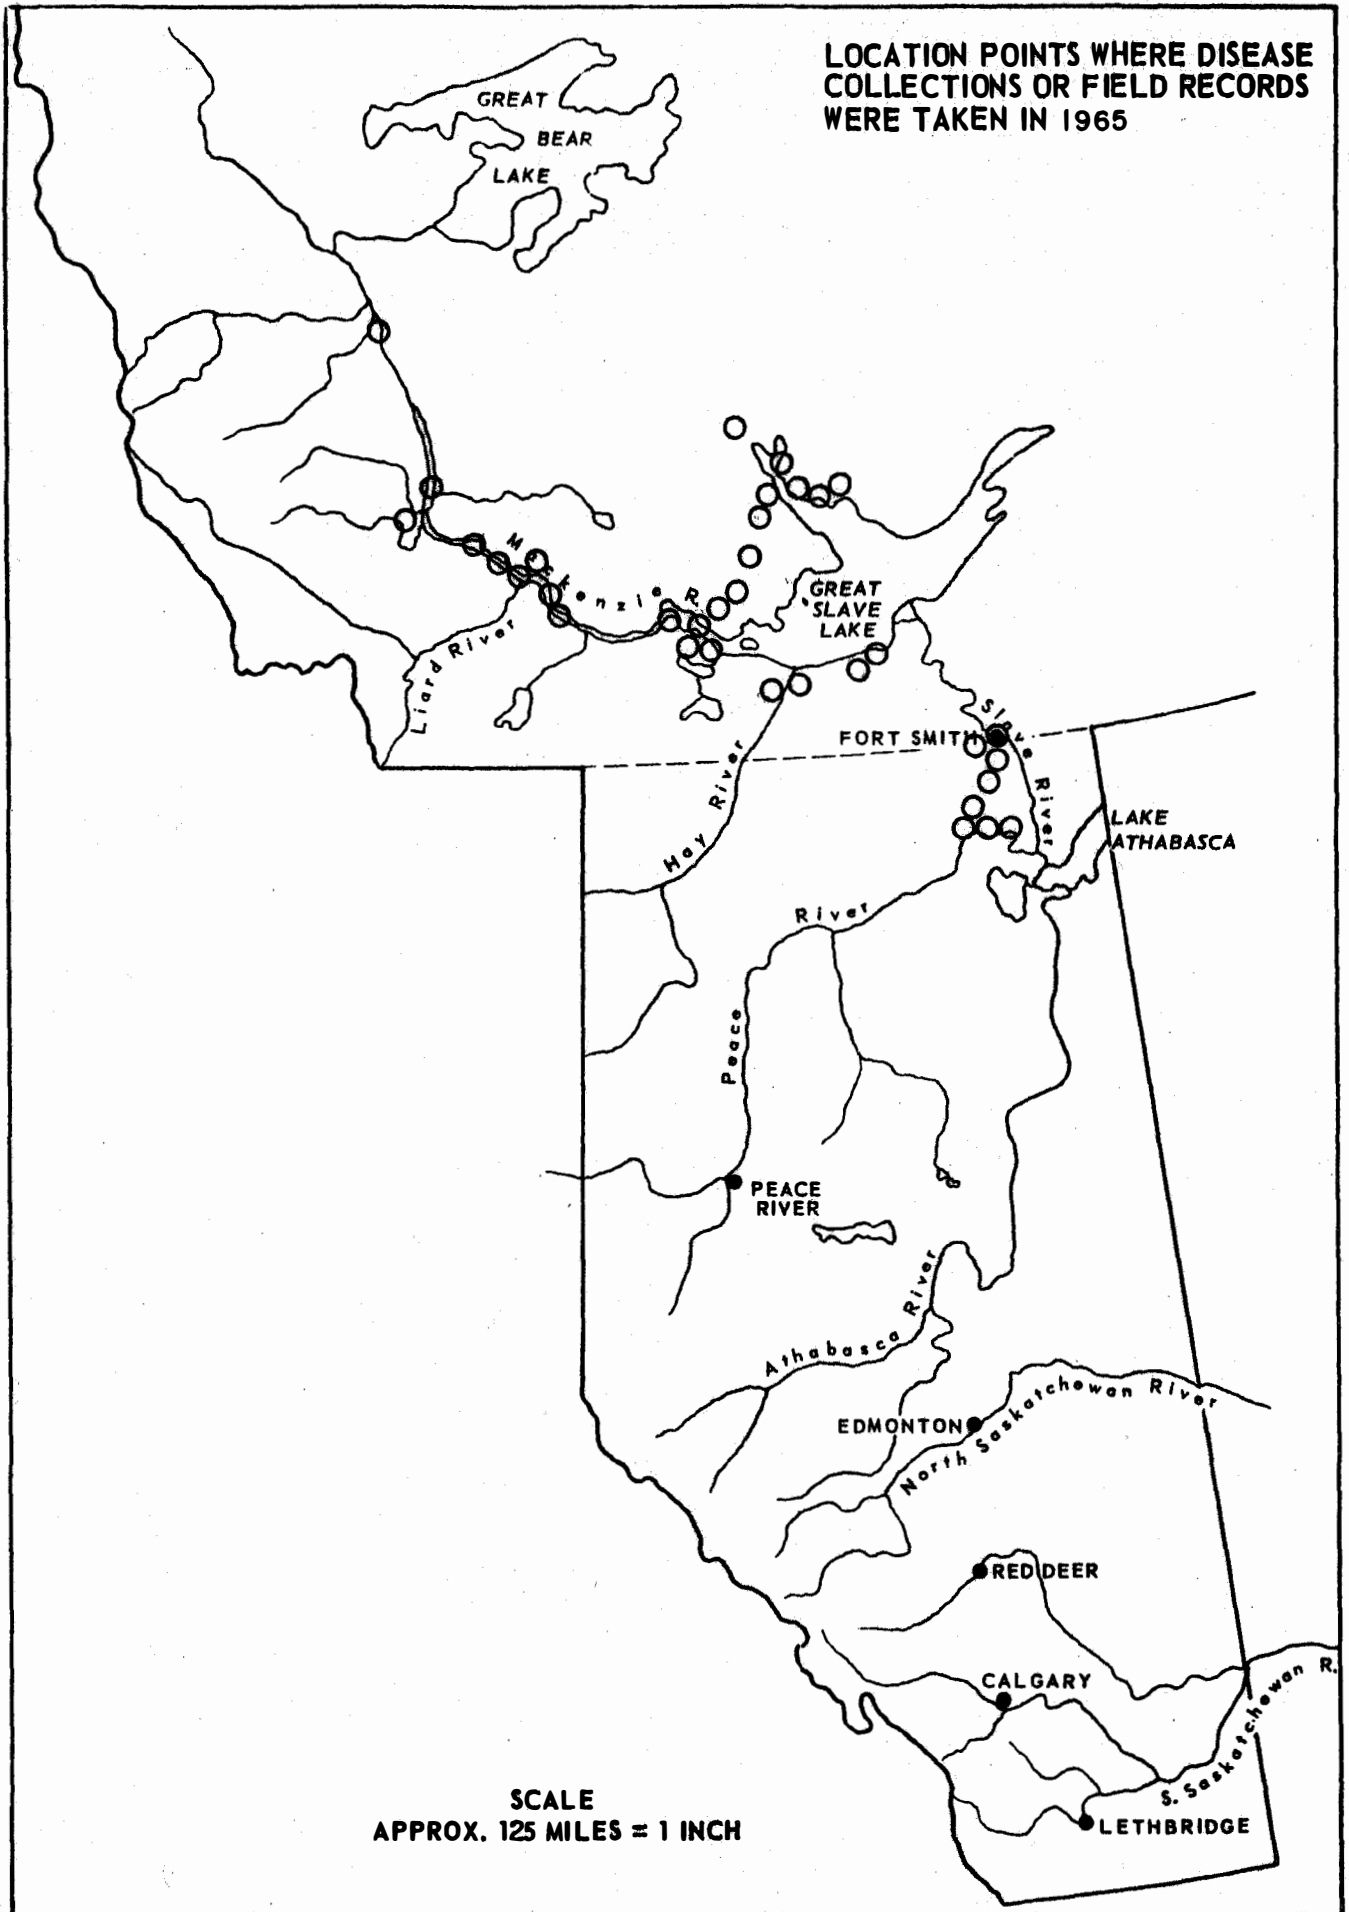 LOCATION POINTS WHERE DISEASE
COLLECTIONS OR FIELD RECORDS
WERE TAKEN IN 1965
GREAT
BEAR
LAKE
Mackenzie R.
GREAT
SLAVE
LAKE
Liard River
Slave River
FORT SMITH
Hay River
LAKE
ATHABASCA
Peace River
PEACE
RIVER
Athabasca River
EDMONTON
North Saskatchewan River
RED DEER
CALGARY
S. Saskatchewan R.
LETHBRIDGE
SCALE
APPROX. 125 MILES = 1 INCH